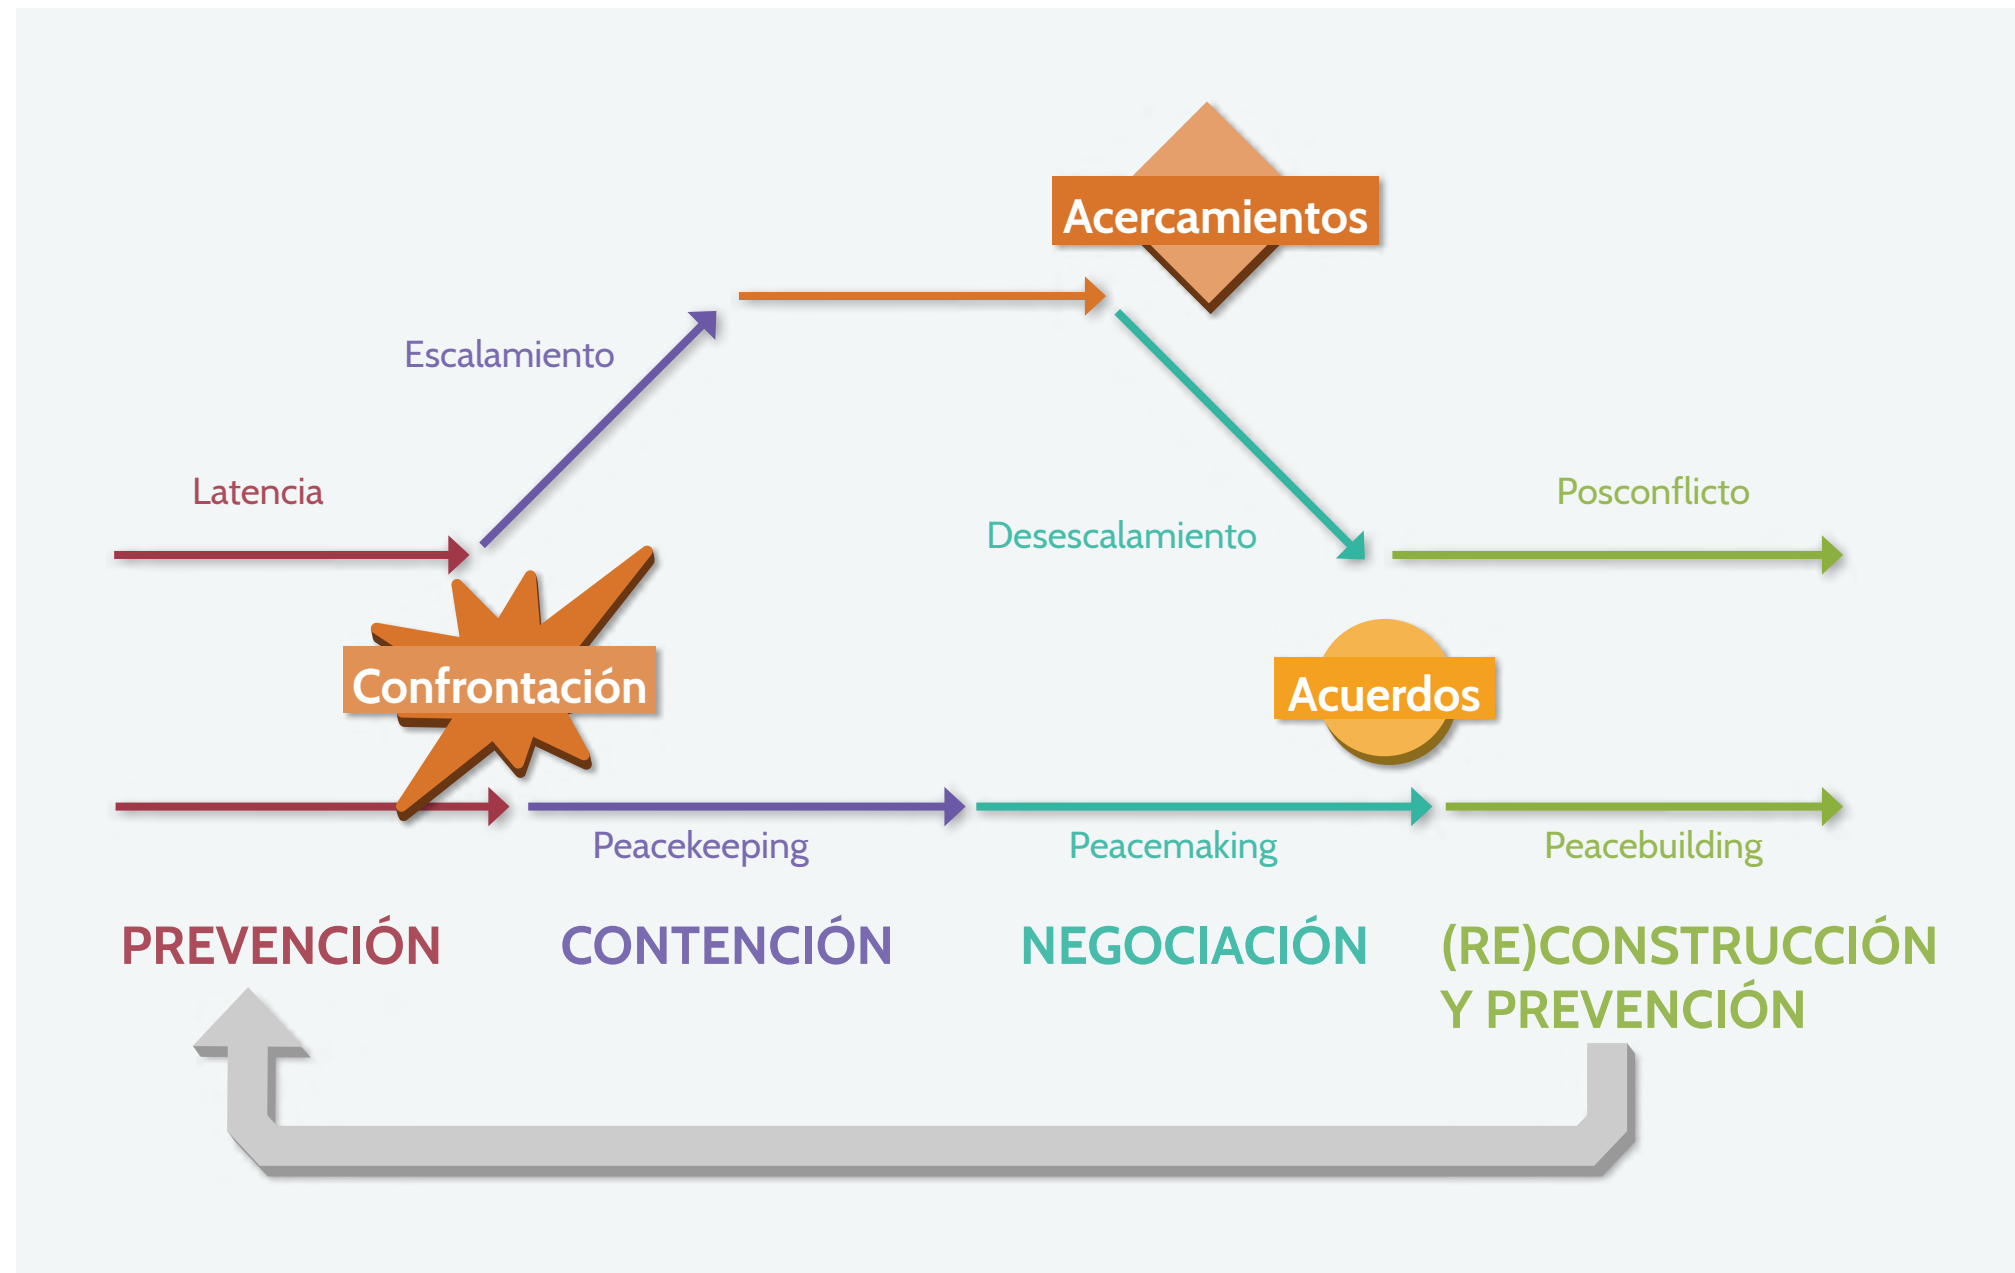 Acercamientos
Escalamiento
Latencia
Posconflicto
Desescalamiento
Confrontación
Acuerdos
Peacekeeping
Peacemaking
Peacebuilding
PREVENCIÓN
CONTENCIÓN
NEGOCIACIÓN
(RE)CONSTRUCCIÓN
Y PREVENCIÓN